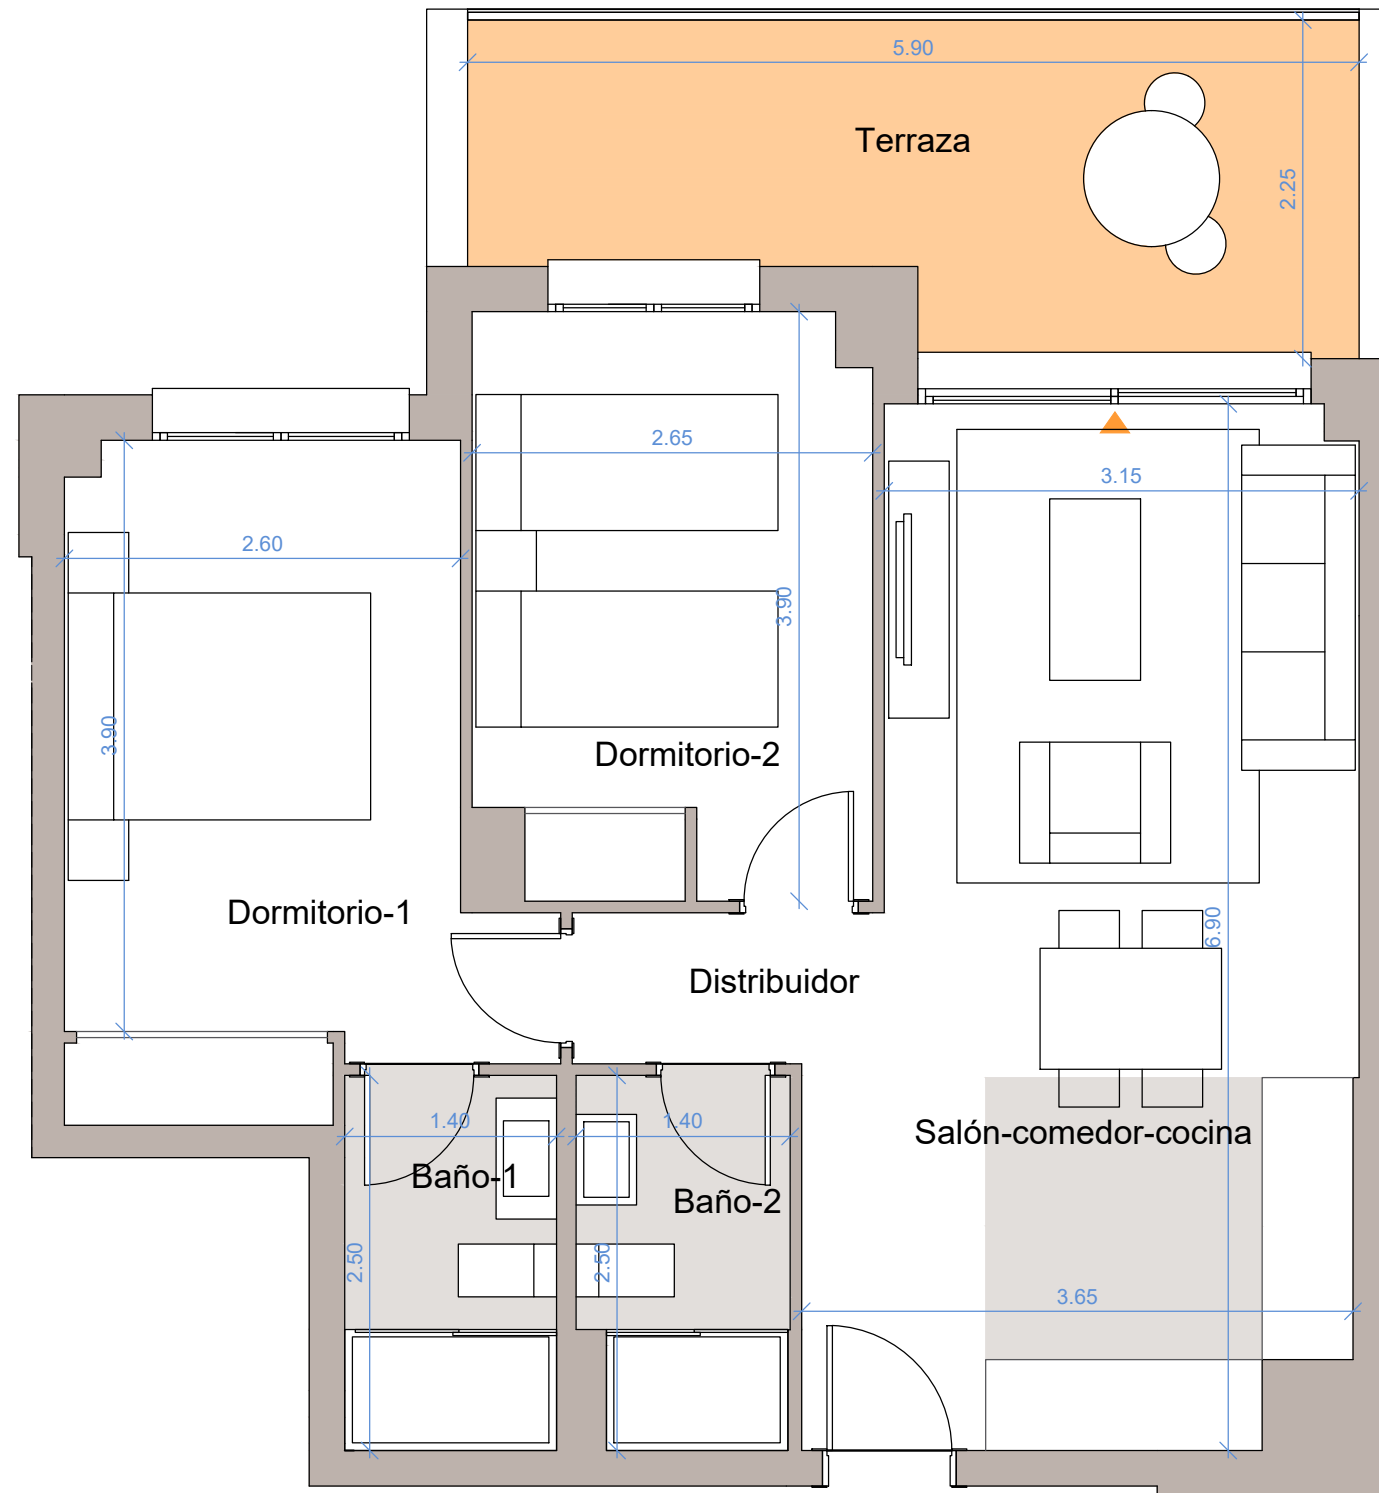 5.90
Terraza
2.25
2.65
3.15
2.60
3.90
3.90
Dormitorio-2
Dormitorio-1
6.90
Distribuidor
1.40
1.40
Salón-comedor-cocina
Baño-1
Baño-2
2.50
2.50
3.65